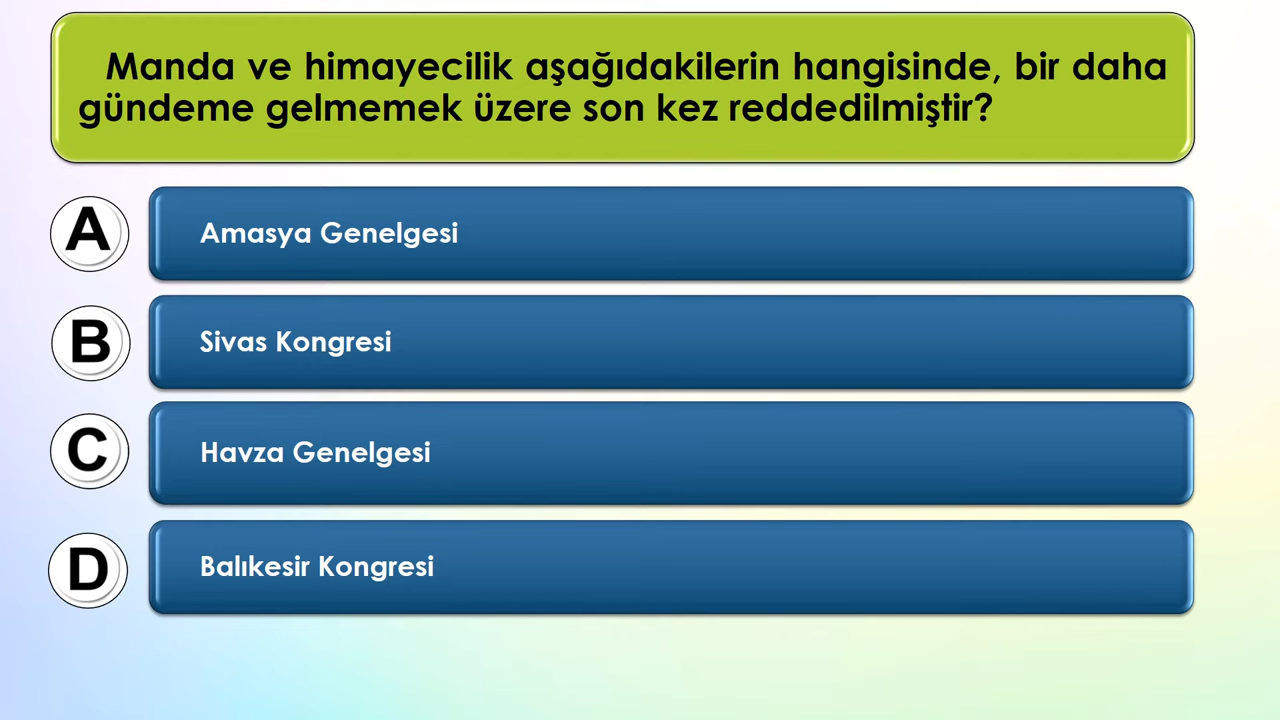 Manda ve himayecilik aşağıdakilerin hangisinde, bir daha
gündeme gelmemek üzere son kez reddedilmiştir?
A
Amasya Genelgesi
B
Sivas Kongresi
C
Havza Genelgesi
D
Balıkesir Kongresi